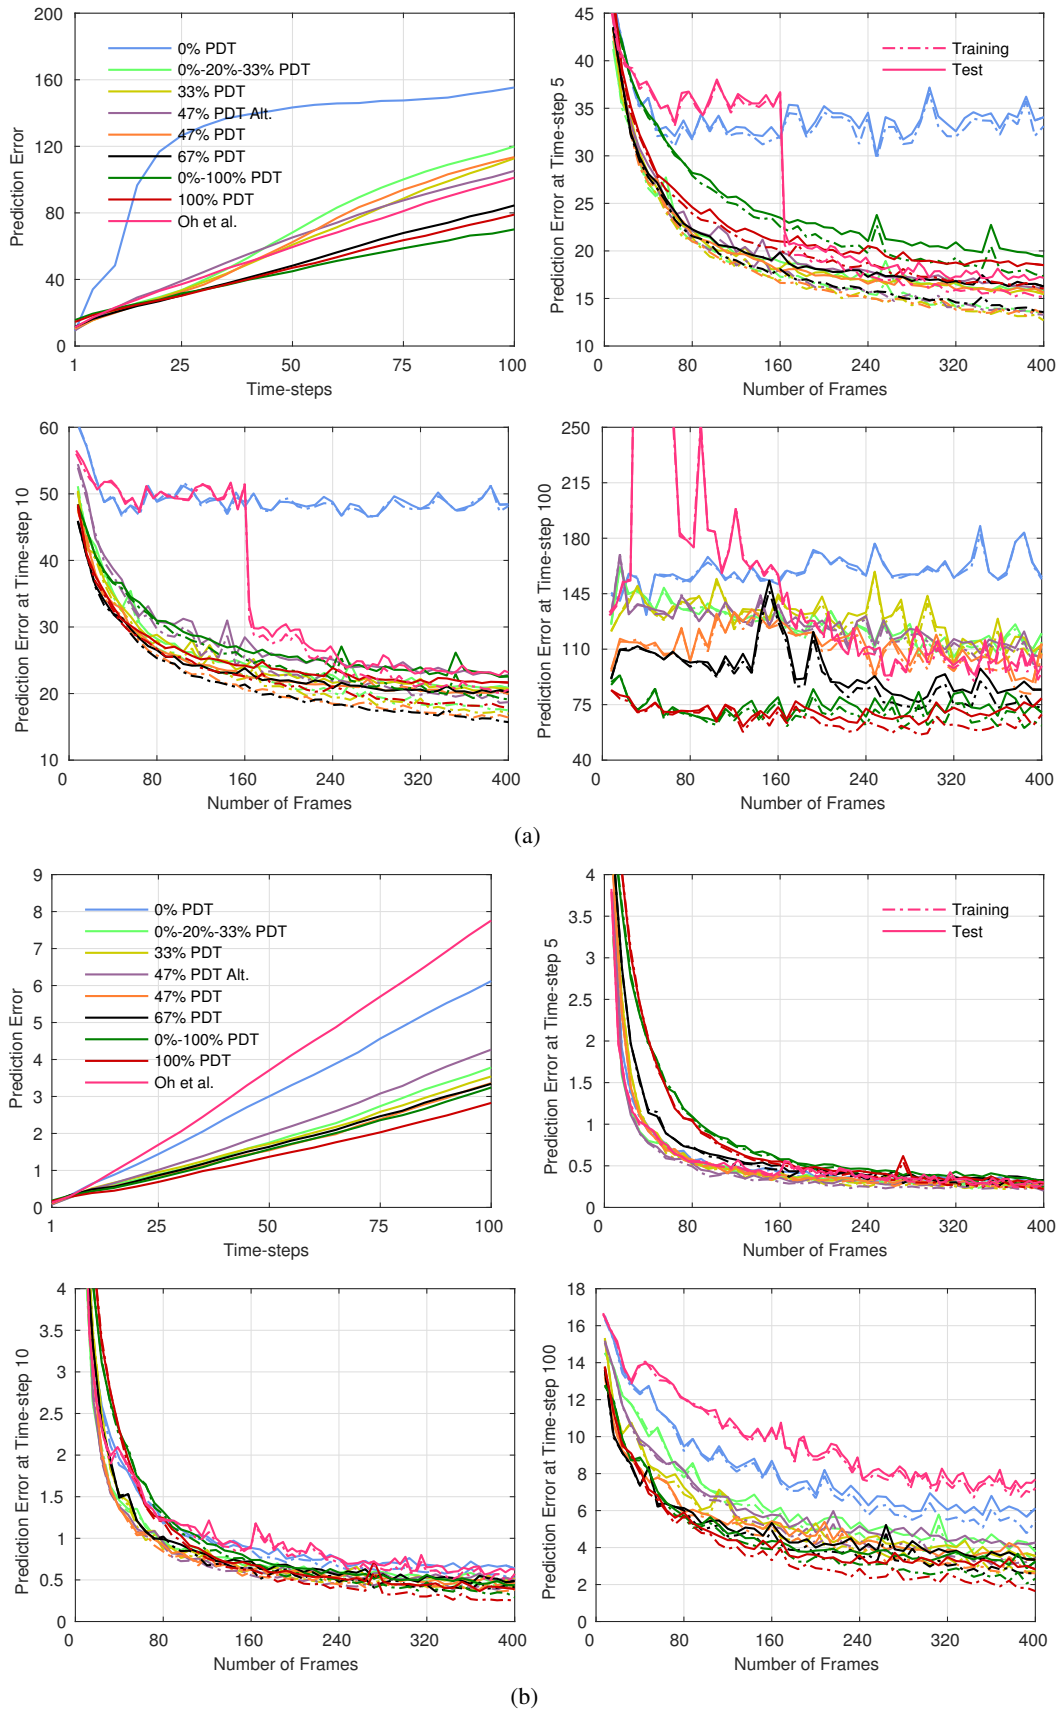 200
160
120
80
40
0
Prediction Error
0% PDT
0%-20%-33% PDT
33% PDT
47% PDT Alt.
47% PDT
67% PDT
0%-100% PDT
100% PDT
Oh et al.
1 25 50 75 100
Time-steps
45
40
35
30
25
20
15
10
Prediction Error at Time-step 5
Training
Test
0 80 160 240 320 400
Number of Frames
60
50
40
30
20
10
Prediction Error at Time-step 10
0 80 160 240 320 400
Number of Frames
250
215
180
145
110
75
40
Prediction Error at Time-step 100
0 80 160 240 320 400
Number of Frames
(a)
9
8
7
6
5
4
3
2
1
0
Prediction Error
0% PDT
0%-20%-33% PDT
33% PDT
47% PDT Alt.
47% PDT
67% PDT
0%-100% PDT
100% PDT
Oh et al.
1 25 50 75 100
Time-steps
4
3.5
3
2.5
2
1.5
1
0.5
0
Prediction Error at Time-step 5
Training
Test
0 80 160 240 320 400
Number of Frames
4
3.5
3
2.5
2
1.5
1
0.5
0
Prediction Error at Time-step 10
0 80 160 240 320 400
Number of Frames
18
16
14
12
10
8
6
4
2
0
Prediction Error at Time-step 100
0 80 160 240 320 400
Number of Frames
(b)